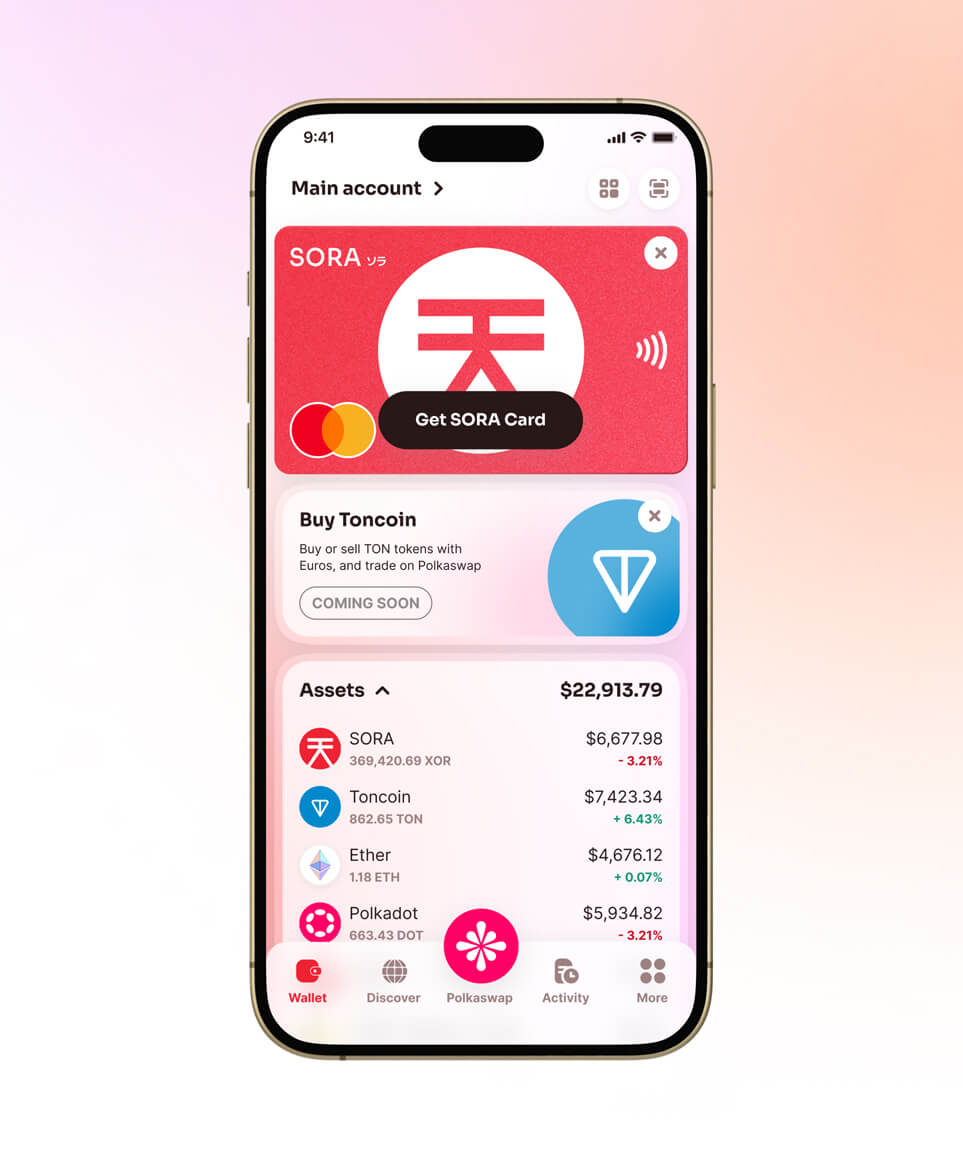 9:41
Main account
SORA ソラ
天
Get SORA Card
Buy Toncoin
Buy or sell TON tokens with
Euros, and trade on Polkaswap
COMING SOON
Assets $22,913.79
SORA $6,677.98
369,420.69 XOR - 3.21%
Toncoin $7,423.34
862.65 TON + 6.43%
Ether $4,676.12
1.18 ETH + 0.07%
Polkadot $5,934.82
663.43 DOT - 3.21%
Wallet Discover Polkaswap Activity More